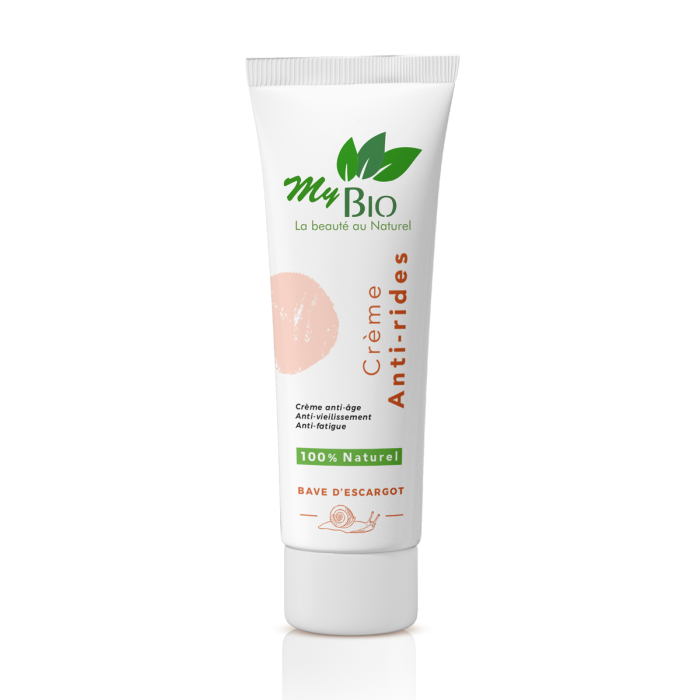 My BIO
La beauté au Naturel
Crème
Anti-rides
Crème anti-âge
Anti-vieilissement
Anti-fatigue
100% Naturel
BAVE D'ESCARGOT